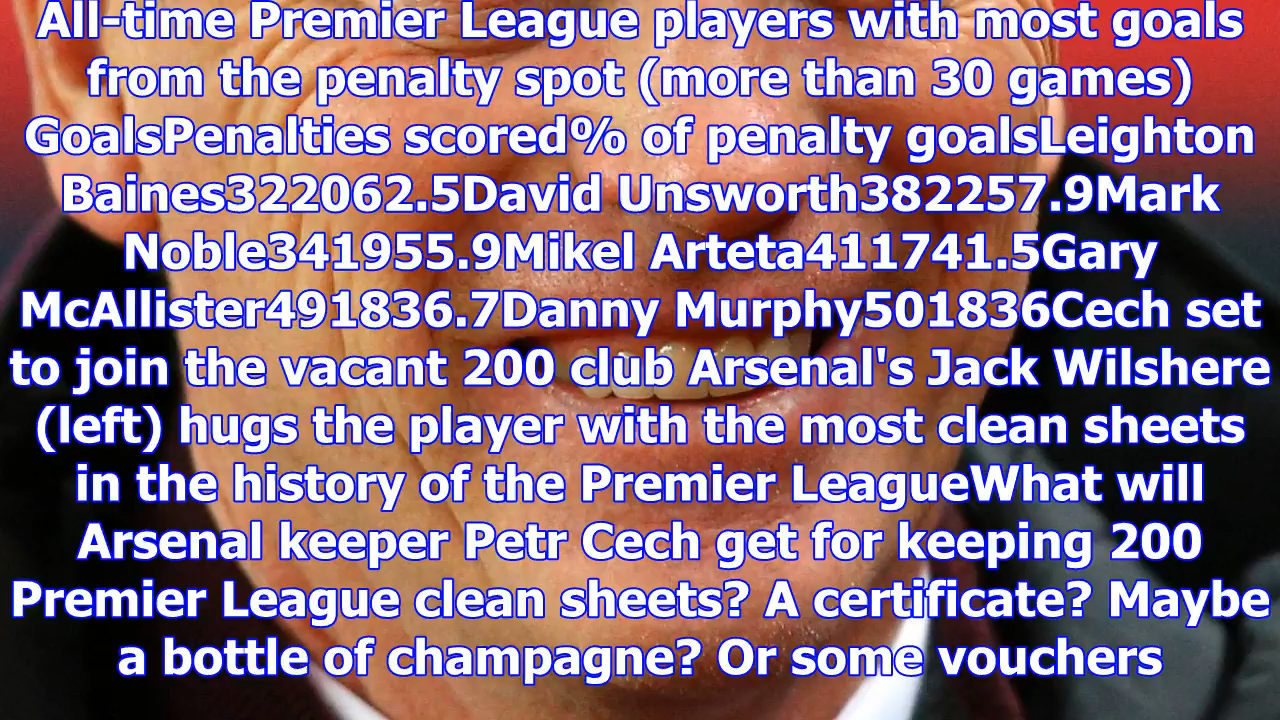 All-time Premier League players with most goals
from the penalty spot (more than 30 games)
GoalsPenalties scored% of penalty goalsLeighton
Baines322062.5David Unsworth382257.9Mark
Noble341955.9Mikel Arteta411741.5Gary
McAllister491836.7Danny Murphy501836Cech set
to join the vacant 200 club Arsenal's Jack Wilshere
(left) hugs the player with the most clean sheets
in the history of the Premier LeagueWhat will
Arsenal keeper Petr Cech get for keeping 200
Premier League clean sheets? A certificate? Maybe
a bottle of champagne? Or some vouchers